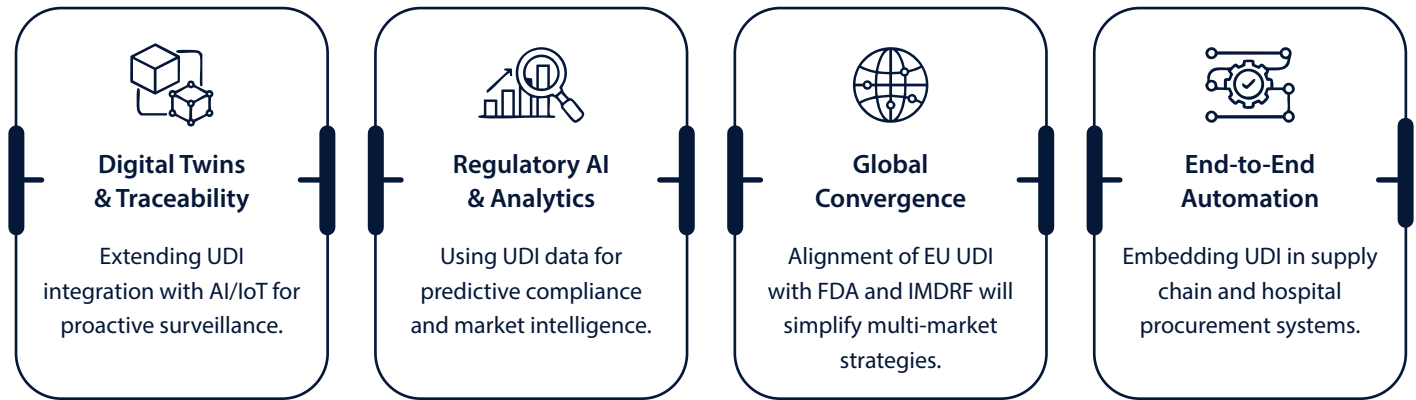 Digital Twins
& Traceability
Extending UDI
integration with AI/IoT for
proactive surveillance.
Regulatory AI
& Analytics
Using UDI data for
predictive compliance
and market intelligence.
Global
Convergence
Alignment of EU UDI
with FDA and IMDRF will
simplify multi-market
strategies.
End-to-End
Automation
Embedding UDI in supply
chain and hospital
procurement systems.